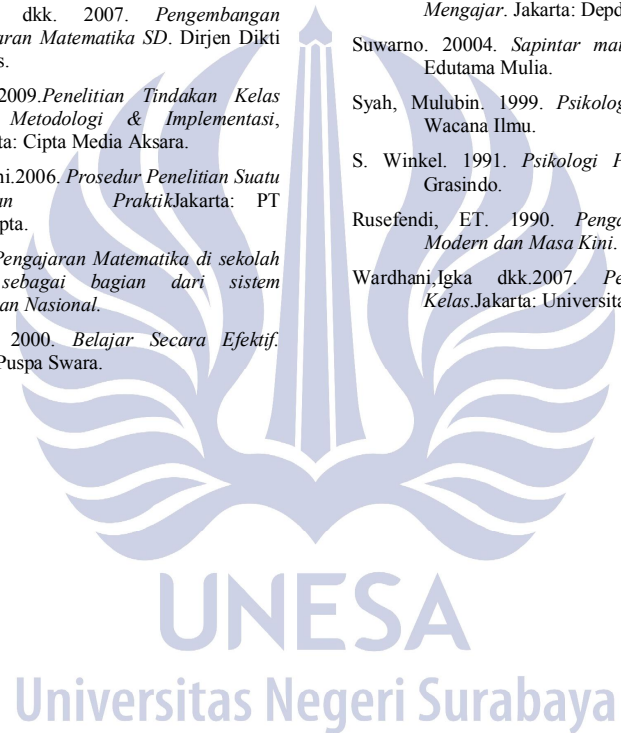 dkk. 2007. Pengembangan
aran Matematika SD. Dirjen Dikti
s.
2009.Penelitian Tindakan Kelas
Metodologi & Implementasi,
ta: Cipta Media Aksara.
ni.2006. Prosedur Penelitian Suatu
an PraktikJakarta: PT
pta.
Pengajaran Matematika di sekolah
sebagai bagian dari sistem
an Nasional.
2000. Belajar Secara Efektif.
Puspa Swara.
Mengajar. Jakarta: Depd
Suwarno. 20004. Sapintar mat
Edutama Mulia.
Syah, Mulubin. 1999. Psikolog
Wacana Ilmu.
S. Winkel. 1991. Psikologi P
Grasindo.
Rusefendi, ET. 1990. Penga
Modern dan Masa Kini.
Wardhani,Igka dkk.2007. Pe
Kelas.Jakarta: Universita
UNESA
Universitas Negeri Surabaya